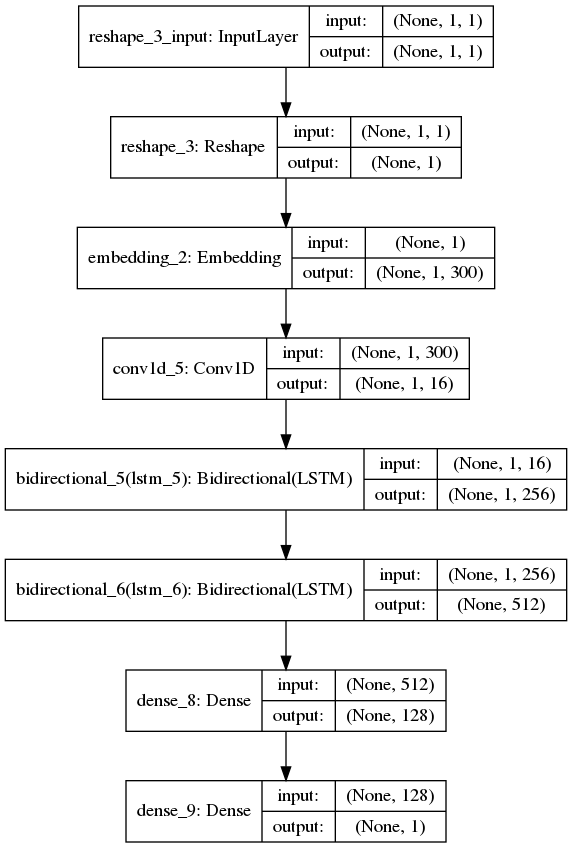 reshape_3_input: InputLayer
input: (None, 1, 1)
output: (None, 1, 1)
reshape_3: Reshape
input: (None, 1, 1)
output: (None, 1)
embedding_2: Embedding
input: (None, 1)
output: (None, 1, 300)
conv1d_5: Conv1D
input: (None, 1, 300)
output: (None, 1, 16)
bidirectional_5(lstm_5): Bidirectional(LSTM)
input: (None, 1, 16)
output: (None, 1, 256)
bidirectional_6(lstm_6): Bidirectional(LSTM)
input: (None, 1, 256)
output: (None, 512)
dense_8: Dense
input: (None, 512)
output: (None, 128)
dense_9: Dense
input: (None, 128)
output: (None, 1)